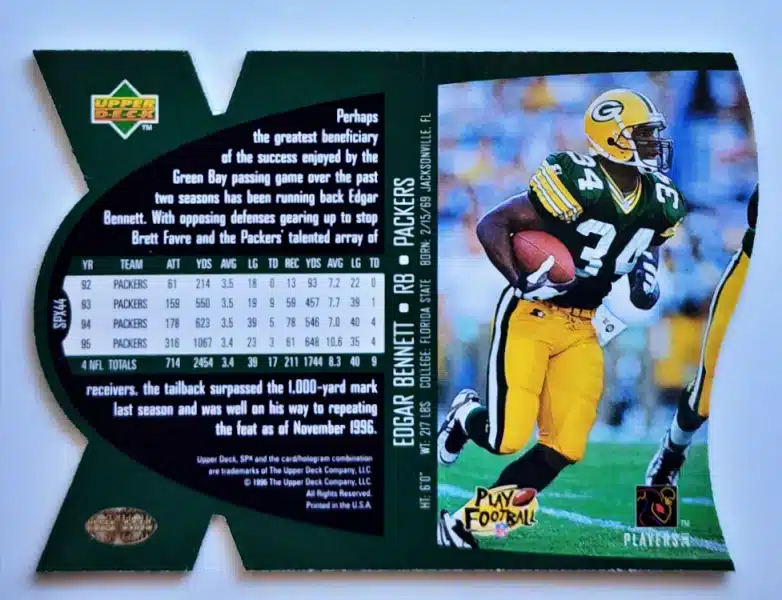 UPPER
DECK
TM
Perhaps
the greatest beneficiary
of the success enjoyed by the
Green Bay passing game over the past
two seasons has been running back Edgar
Bennett. With opposing defenses gearing up to stop
Brett Favre and the Packers' talented array of
YR TEAM ATT YDS AVG LG TD REC YDS AVG LG TD
92 PACKERS 61 214 3.5 18 0 13 93 7.2 22 0
93 PACKERS 159 550 3.5 19 9 59 457 7.7 39 1
94 PACKERS 178 623 3.5 39 5 78 546 7.0 40 4
95 PACKERS 316 1067 3.4 23 3 61 648 10.6 35 4
4 NFL TOTALS 714 2454 3.4 39 17 211 1744 8.3 40 9
receivers, the tailback surpassed the 1,000-yard mark
last season and was well on his way to repeating
the feat as of November 1996.
Upper Deck, SPx and the card/hologram combination
are trademarks of The Upper Deck Company, LLC.
© 1996 The Upper Deck Company, LLC.
All Rights Reserved.
Printed in the U.S.A.
SPX44
EDGAR BENNETT • RB • PACKERS
HT: 6'0" WT: 217 LBS COLLEGE: FLORIDA STATE BORN: 2/15/69 JACKSONVILLE, FL
G
34
34
34
PLAY
FOOTBALL
NFL
TM
PLAYERS